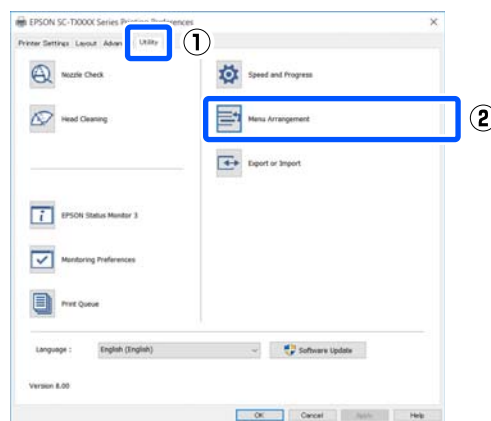 EPSON SC-TXXXX Series Printing Preferences
Printer Settings Layout Advan Utility ①
Nozzle Check
Speed and Progress
Head Cleaning
Menu Arrangement ②
Export or Import
EPSON Status Monitor 3
Monitoring Preferences
Print Queue
Language : English (English) Software Update
Version 8.00
OK Cancel Apply Help